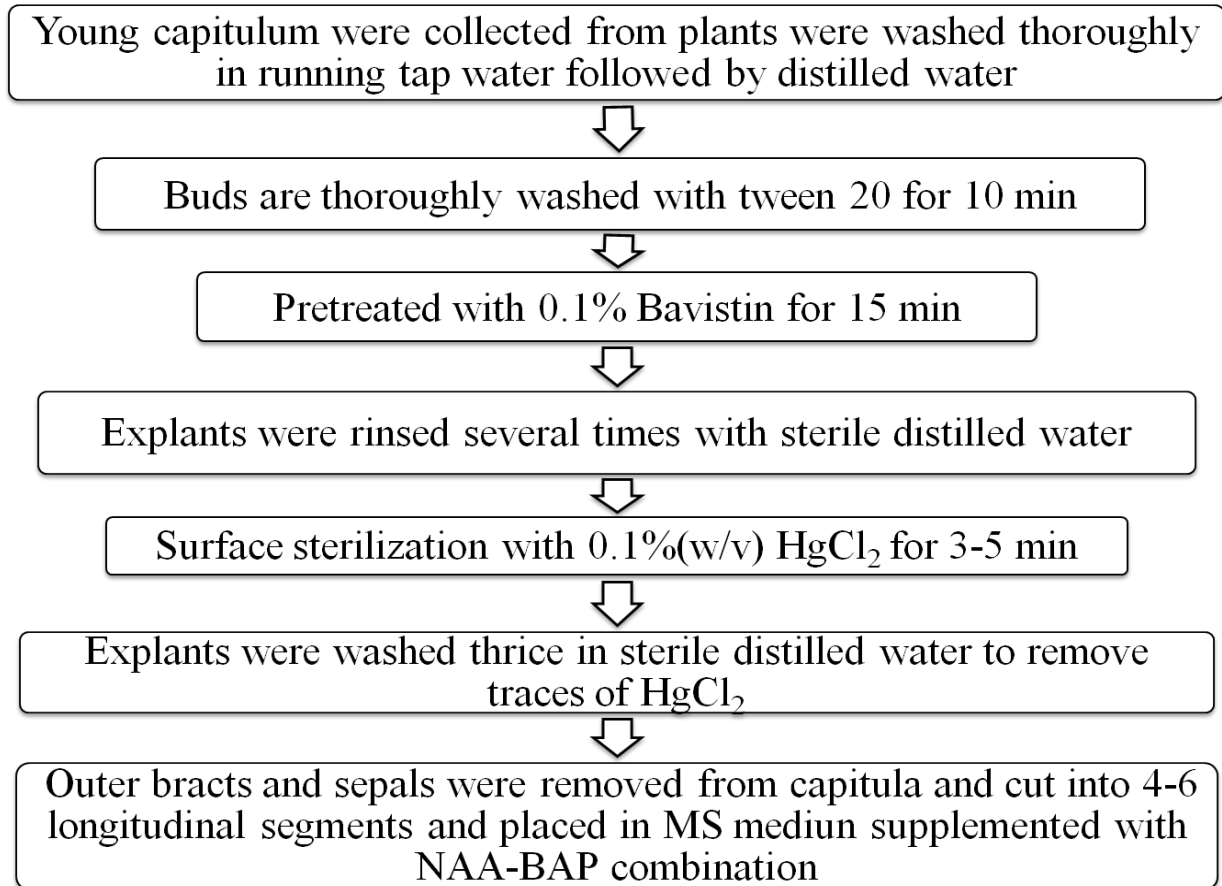 Young capitulum were collected from plants were washed thoroughly
in running tap water followed by distilled water
Buds are thoroughly washed with tween 20 for 10 min
Pretreated with 0.1% Bavistin for 15 min
Explants were rinsed several times with sterile distilled water
Surface sterilization with 0.1%(w/v) HgCl₂ for 3-5 min
Explants were washed thrice in sterile distilled water to remove
traces of HgCl₂
Outer bracts and sepals were removed from capitula and cut into 4-6
longitudinal segments and placed in MS mediun supplemented with
NAA-BAP combination